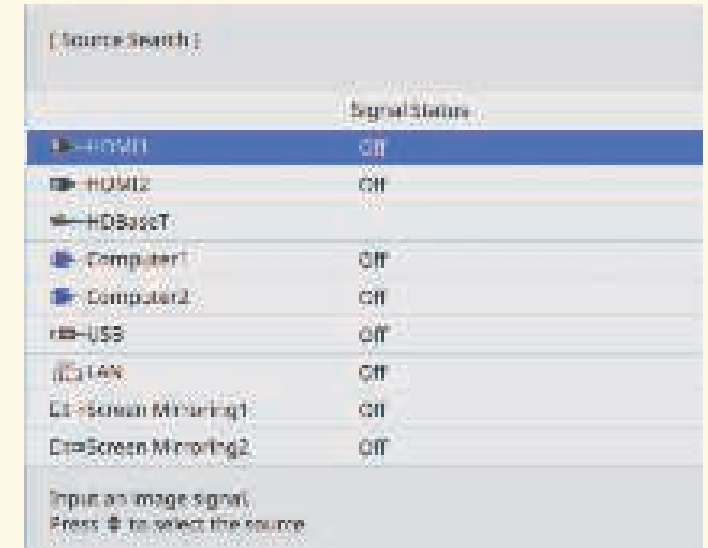 [ Source Search ]
Signal Status
HDMI1 Off
HDMI2 Off
HDBaseT
Computer1 Off
Computer2 Off
USB Off
LAN Off
Screen Mirroring1 Off
Screen Mirroring2 Off
Input an image signal.
Press to select the source